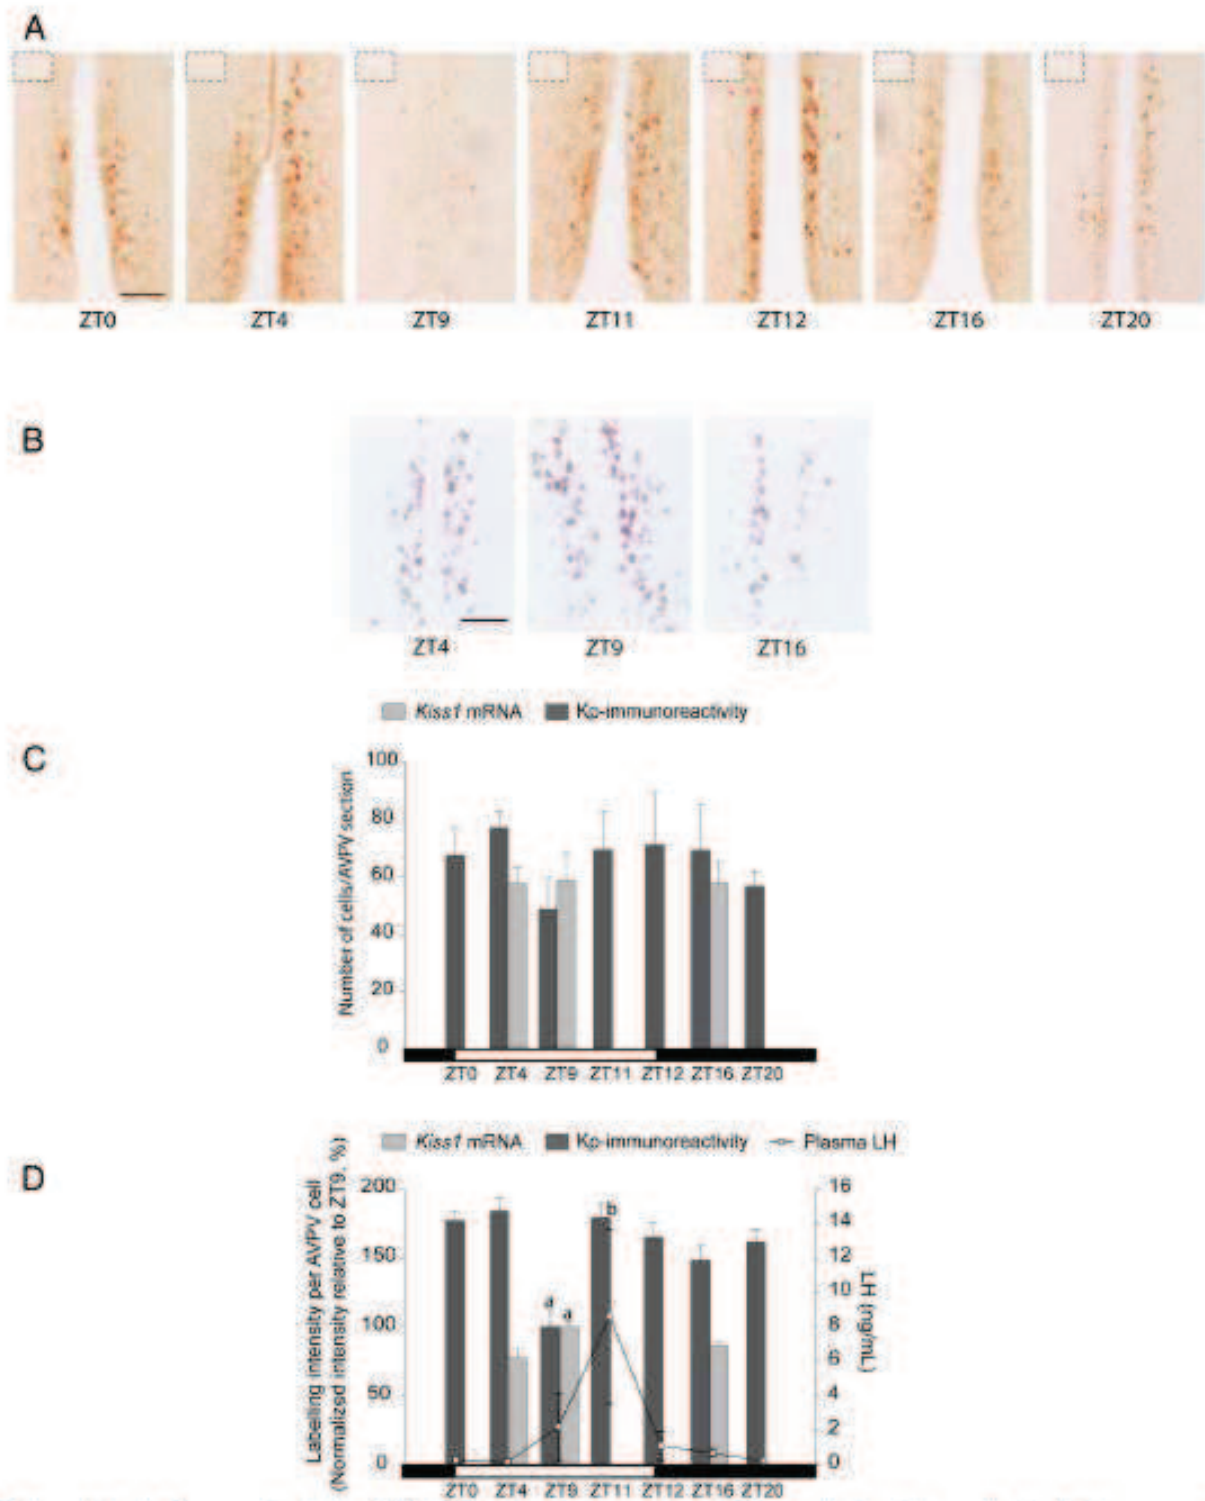 A
ZT0 ZT4 ZT9 ZT11 ZT12 ZT16 ZT20
B
ZT4 ZT9 ZT16
Kiss1 mRNA Kp-immunoreactivity
C
Number of cells/AVPV section
100
80
60
40
20
0
ZT0 ZT4 ZT9 ZT11 ZT12 ZT16 ZT20
Kiss1 mRNA Kp-immunoreactivity Plasma LH
D
Labelling intensity per AVPV cell
(Normalized intensity relative to ZT9, %)
200
150
100
50
0
a
a
b
16
14
12
10
8
6
4
2
0
LH (ng/mL)
ZT0 ZT4 ZT9 ZT11 ZT12 ZT16 ZT20